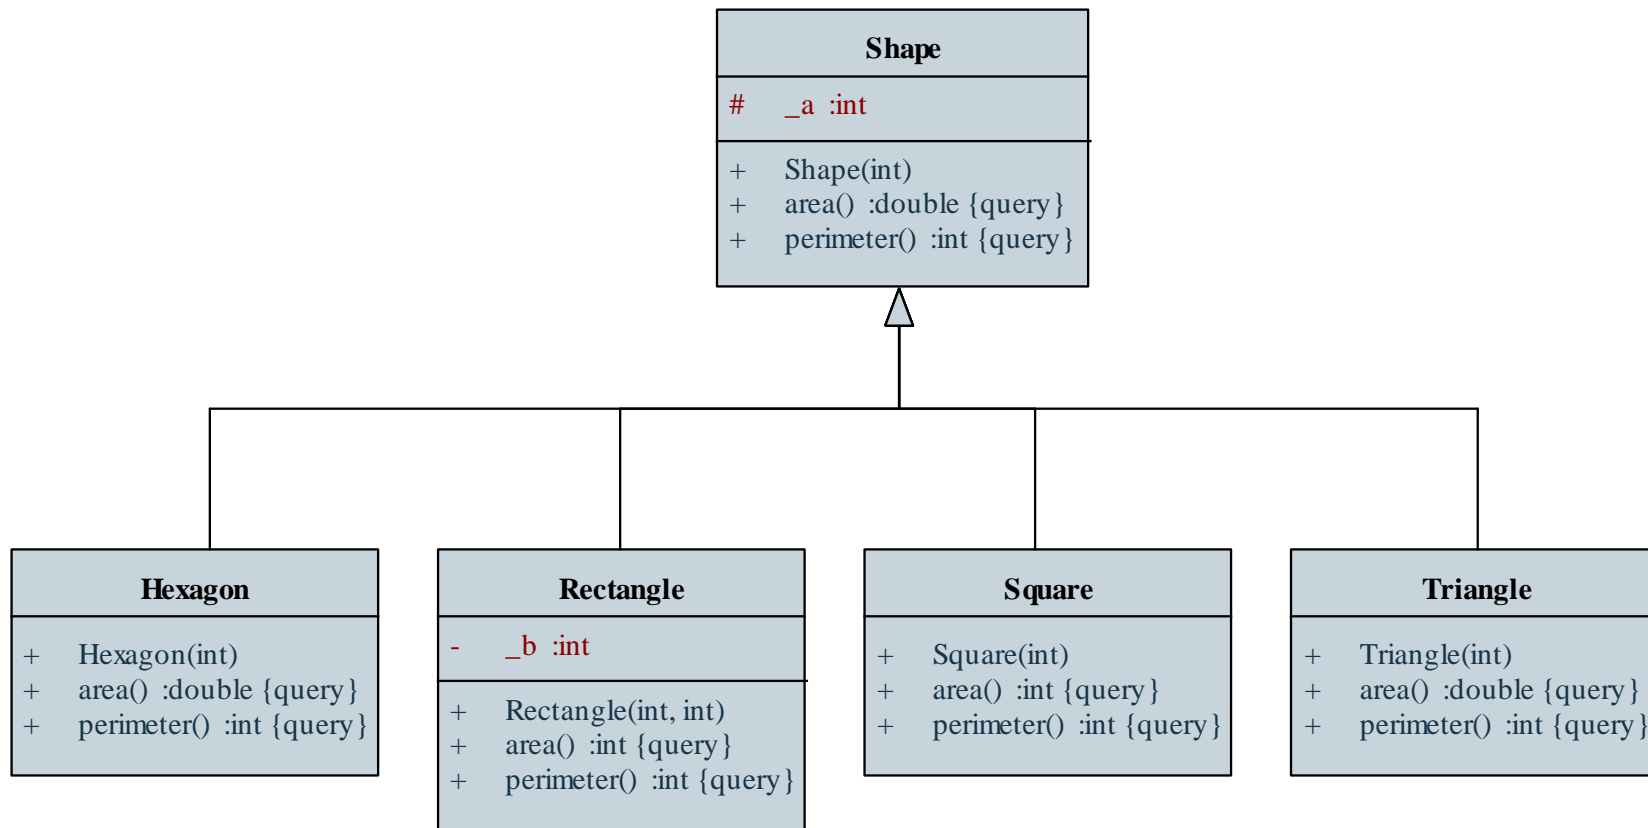 Shape
# _a :int
+ Shape(int)
+ area() :double {query}
+ perimeter() :int {query}
Hexagon
+ Hexagon(int)
+ area() :double {query}
+ perimeter() :int {query}
Rectangle
- _b :int
+ Rectangle(int, int)
+ area() :int {query}
+ perimeter() :int {query}
Square
+ Square(int)
+ area() :int {query}
+ perimeter() :int {query}
Triangle
+ Triangle(int)
+ area() :double {query}
+ perimeter() :int {query}